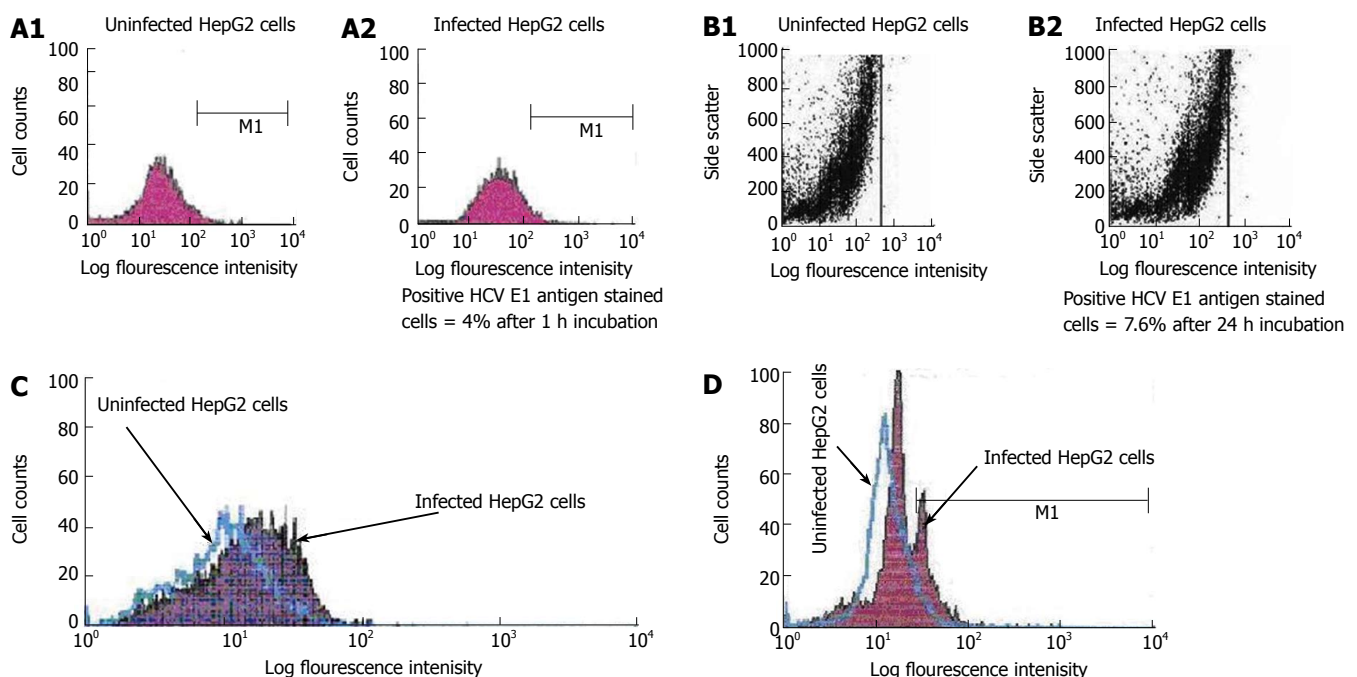 A1
Uninfected HepG2 cells
100
80
60
40
20
0
Cell counts
M1
10^0 10^1 10^2 10^3 10^4
Log flourescence intenisity
A2
Infected HepG2 cells
100
80
60
40
20
0
Cell counts
M1
10^0 10^1 10^2 10^3 10^4
Log flourescence intenisity
Positive HCV E1 antigen stained
cells = 4% after 1 h incubation
B1
Uninfected HepG2 cells
1000
800
600
400
200
0
Side scatter
10^0 10^1 10^2 10^3 10^4
Log flourescence intenisity
B2
Infected HepG2 cells
1000
800
600
400
200
0
Side scatter
10^0 10^1 10^2 10^3 10^4
Log flourescence intenisity
Positive HCV E1 antigen stained
cells = 7.6% after 24 h incubation
C
100
80
60
40
20
0
Cell counts
Uninfected HepG2 cells
Infected HepG2 cells
10^0 10^1 10^2 10^3 10^4
Log flourescence intenisity
D
100
80
60
40
20
0
Cell counts
Uninfected HepG2 cells
Infected HepG2 cells
M1
10^0 10^1 10^2 10^3 10^4
Log flourescence intenisity